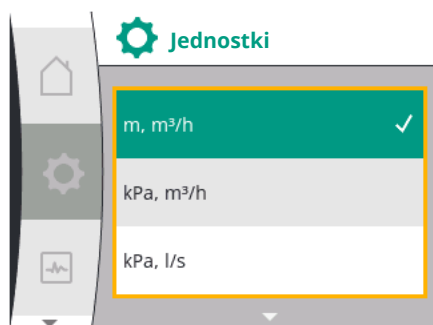 Jednostki
m, m³/h
kPa, m³/h
kPa, l/s